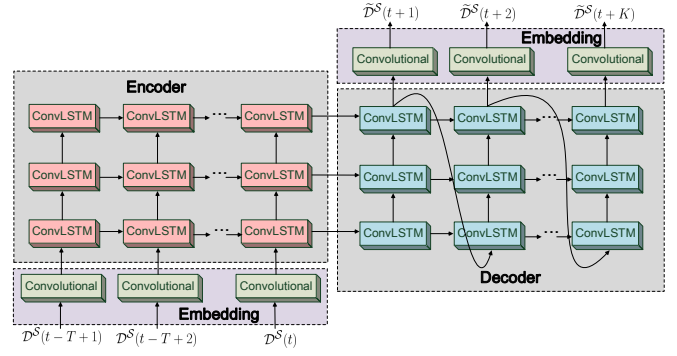 D̃^S(t+1) D̃^S(t+2) D̃^S(t+K)
Embedding
Convolutional Convolutional Convolutional
Encoder
ConvLSTM ConvLSTM ... ConvLSTM ConvLSTM ConvLSTM ... ConvLSTM
ConvLSTM ConvLSTM ... ConvLSTM ConvLSTM ConvLSTM ... ConvLSTM
ConvLSTM ConvLSTM ... ConvLSTM ConvLSTM ConvLSTM ... ConvLSTM
Decoder
Convolutional Convolutional Convolutional
Embedding
D^S(t−T+1) D^S(t−T+2) D^S(t)